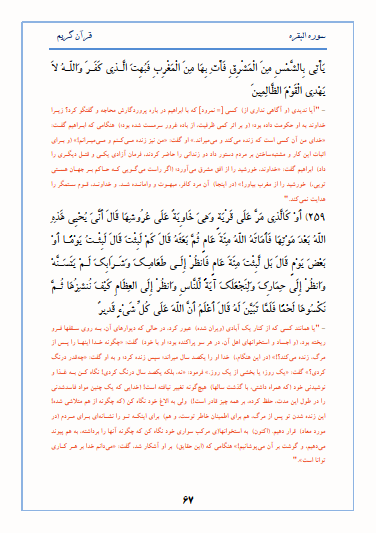 سوره البقره
قرآن کریم
يَأْتِي بِالشَّمْسِ مِنَ الْمَشْرِقِ فَأْتِ بِهَا مِنَ الْمَغْرِبِ فَبُهِتَ الَّذِي كَفَرَ وَاللَّهُ لاَ
يَهْدِي الْقَوْمَ الظَّالِمِينَ
– "آیا ندیدی (و آگاهی نداری از) کسی [= نمرود] که با ابراهیم در باره پروردگارش محاجه و گفتگو کرد؟ زیرا
خداوند به او حکومت داده بود؛ (و بر اثر کمی ظرفیت، از باده غرور سرمست شده بود؛) هنگامی که ابراهیم گفت:
«خدای من آن کسی است که زنده می‌کند و می‌میراند.» او گفت: «من نیز زنده می‌کنم و می‌میرانم!» (و برای
اثبات این کار و مشتبه‌ساختن بر مردم دستور داد دو زندانی را حاضر کردند، فرمان آزادی یکی و قتل دیگری را
داد) ابراهیم گفت: «خداوند، خورشید را از افق مشرق می‌آورد؛ (اگر راست می‌گویی که حاکم بر جهان هستی
تویی،) خورشید را از مغرب بیاور!» (در اینجا) آن مرد کافر، مبهوت و وامانده شد. و خداوند، قوم ستمگر را
هدایت نمی‌کند."
﴿۲۵۹﴾ أَوْ كَالَّذِي مَرَّ عَلَى قَرْيَةٍ وَهِيَ خَاوِيَةٌ عَلَى عُرُوشِهَا قَالَ أَنَّىَ يُحْيِي هَذِهِ
اللَّهُ بَعْدَ مَوْتِهَا فَأَمَاتَهُ اللَّهُ مِئَةَ عَامٍ ثُمَّ بَعَثَهُ قَالَ كَمْ لَبِثْتَ قَالَ لَبِثْتُ يَوْمًا أَوْ
بَعْضَ يَوْمٍ قَالَ بَل لَّبِثْتَ مِئَةَ عَامٍ فَانظُرْ إِلَى طَعَامِكَ وَشَرَابِكَ لَمْ يَتَسَنَّهْ
وَانظُرْ إِلَى حِمَارِكَ وَلِنَجْعَلَكَ آيَةً لِّلنَّاسِ وَانظُرْ إِلَى العِظَامِ كَيْفَ نُنشِزُهَا ثُمَّ
نَكْسُوهَا لَحْمًا فَلَمَّا تَبَيَّنَ لَهُ قَالَ أَعْلَمُ أَنَّ اللَّهَ عَلَى كُلِّ شَيْءٍ قَدِيرٌ
– "یا همانند کسی که از کنار یک آبادی (ویران شده) عبور کرد، در حالی که دیوارهای آن، به روی سقفها فرو
ریخته بود، (و اجساد و استخوانهای اهل آن، در هر سو پراکنده بود؛ او با خود) گفت: «چگونه خدا اینها را پس از
مرگ، زنده می‌کند؟!» (در این هنگام،) خدا او را یکصد سال میراند؛ سپس زنده کرد؛ و به او گفت: «چه‌قدر درنگ
کردی؟» گفت: «یک روز؛ یا بخشی از یک روز.» فرمود: «نه، بلکه یکصد سال درنگ کردی! نگاه کن به غذا و
نوشیدنی خود (که همراه داشتی، با گذشت سالها) هیچ‌گونه تغییر نیافته است! (خدایی که یک چنین مواد فاسدشدنی
را در طول این مدت، حفظ کرده، بر همه چیز قادر است!) ولی به الاغ خود نگاه کن (که چگونه از هم متلاشی شده!
این زنده شدن تو پس از مرگ، هم برای اطمینان خاطر توست، و هم) برای اینکه تو را نشانه‌ای برای مردم (در
مورد معاد) قرار دهیم. (اکنون) به استخوانها(ی مرکب سواری خود) نگاه کن که چگونه آنها را برداشته، به هم پیوند
می‌دهیم، و گوشت بر آن می‌پوشانیم!» هنگامی که (این حقایق) بر او آشکار شد، گفت: «می‌دانم خدا بر هر کاری
توانا است»."
۶۷